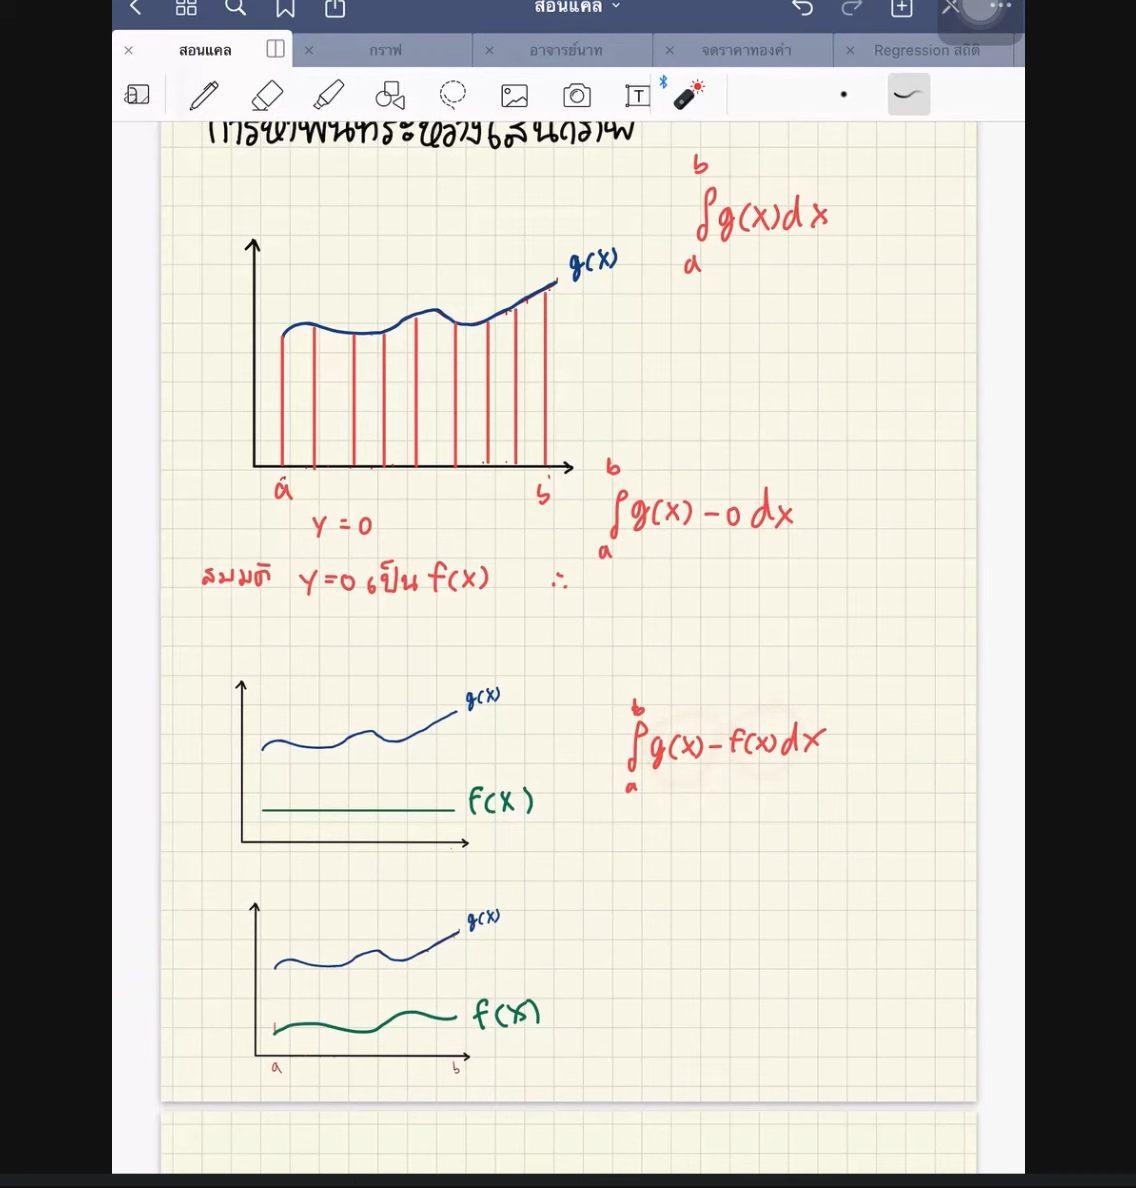 สอนแคล
สอนแคล
กราฟ
อาจารย์นาท
จดราคาทองคำ
Regression สถิติ
T
การหาพื้นที่ระหว่างเส้นกราฟ
b
∫g(x)dx
a
g(x)
a
b
y = 0
b
∫g(x) - 0 dx
a
สมมติ y = 0 เป็น f(x) ∴
g(x)
f(x)
b
∫g(x) - f(x)dx
a
g(x)
f(x)
a
b